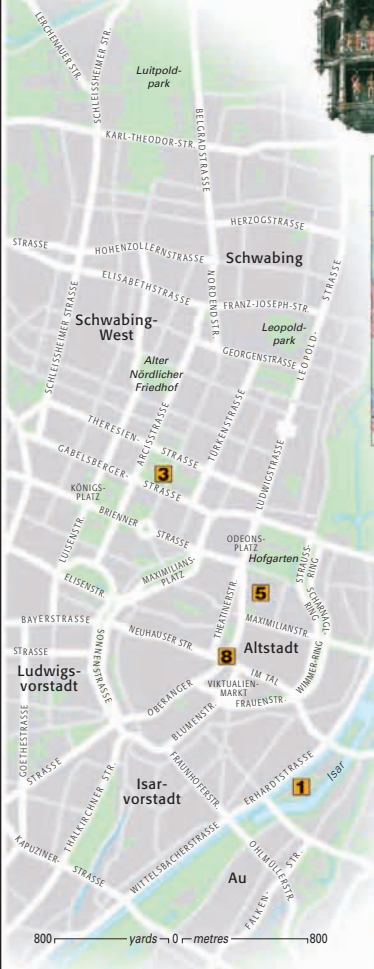 LERCHENAUER STR.
SCHLEISSHEIMER STR.
Luitpold-
park
BELGRADSTRASSE
KARL-THEODOR-STR.
HERZOGSTRASSE
STRASSE
HOHENZOLLERNSTRASSE
Schwabing
ELISABETHSTRASSE
NORDENDSTR.
FRANZ-JOSEPH-STR.
LEOPOLD-
STRASSE
SCHLEISSHEIMER STRASSE
Schwabing-
West
Leopold-
park
GEORGENSTRASSE
Alter
Nördlicher
Friedhof
ARCISSTRASSE
TÜRKENSTRASSE
THERESIEN-
STRASSE
GABELSBERGER-
STRASSE
3
LUDWIGSTRASSE
KÖNIGS-
PLATZ
BRIENNER
STRASSE
LUISENSTR.
ODEONS-
PLATZ
Hofgarten
STRAUSS-
RING
MAXIMILIANS-
PLATZ
ELISENSTR.
THEATINERSTR.
5
SCHARNAGL-
RING
MAXIMILIANSTR.
BAYERSTRASSE
NEUHAUSER STR.
8
Altstadt
STRASSE
SONNENSTRASSE
Ludwigs-
vorstadt
IM TAL
WIMMER-RING
VIKTUALIEN-
MARKT
OBERANGER
FRAUENSTR.
BLUMENSTR.
GOETHESTRASSE
STRASSE
FRAUNHOFERSTR.
ERHARDTSTRASSE
Isar
1
Isar-
vorstadt
THALKIRCHNER STR.
KAPUZINER-
STRASSE
WITTELSBACHERSTRASSE
OHLMÜLLERSTR.
Au
FALKEN-
STR.
800 yards 0 metres 800